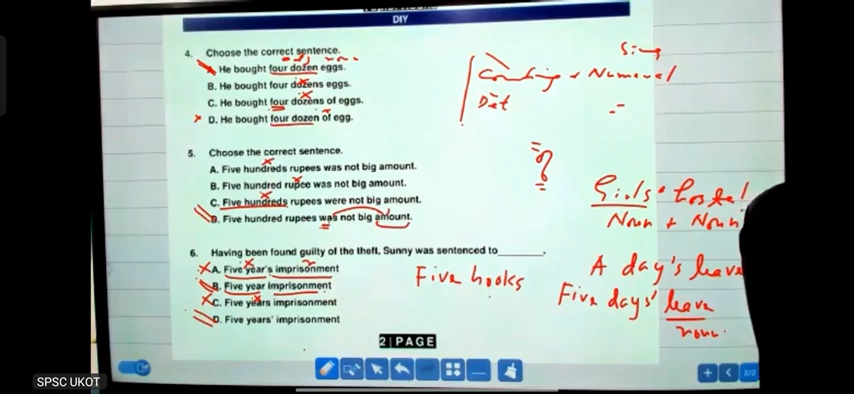 DIY
4. Choose the correct sentence.
A. He bought four dozen eggs.
B. He bought four dozens eggs.
C. He bought four dozens of eggs.
D. He bought four dozen of egg.
5. Choose the correct sentence.
A. Five hundreds rupees was not big amount.
B. Five hundred rupee was not big amount.
C. Five hundreds rupees were not big amount.
D. Five hundred rupees was not big amount.
6. Having been found guilty of the theft, Sunny was sentenced to______.
A. Five year's imprisonment
B. Five year imprisonment
C. Five years imprisonment
D. Five years' imprisonment
Sing
Counting + Numeral
Det
Girls' hostel
Noun + Noun
Five books
A day's leave
Five days' leave
noun.
2 | PAGE
2/2
SPSC UKOT